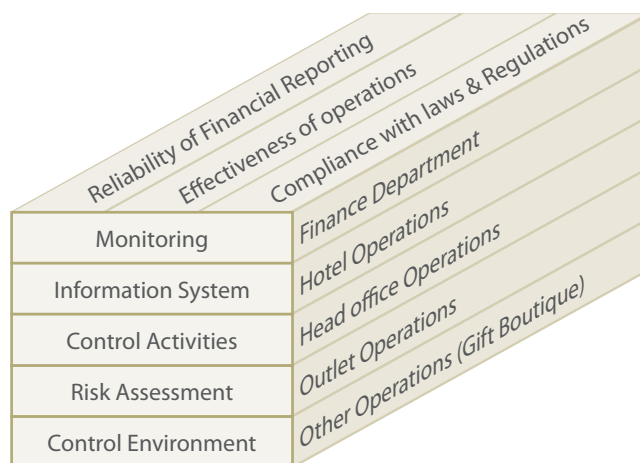 Reliability of Financial Reporting
Effectiveness of operations
Compliance with laws & Regulations
Monitoring
Information System
Control Activities
Risk Assessment
Control Environment
Finance Department
Hotel Operations
Head office Operations
Outlet Operations
Other Operations (Gift Boutique)